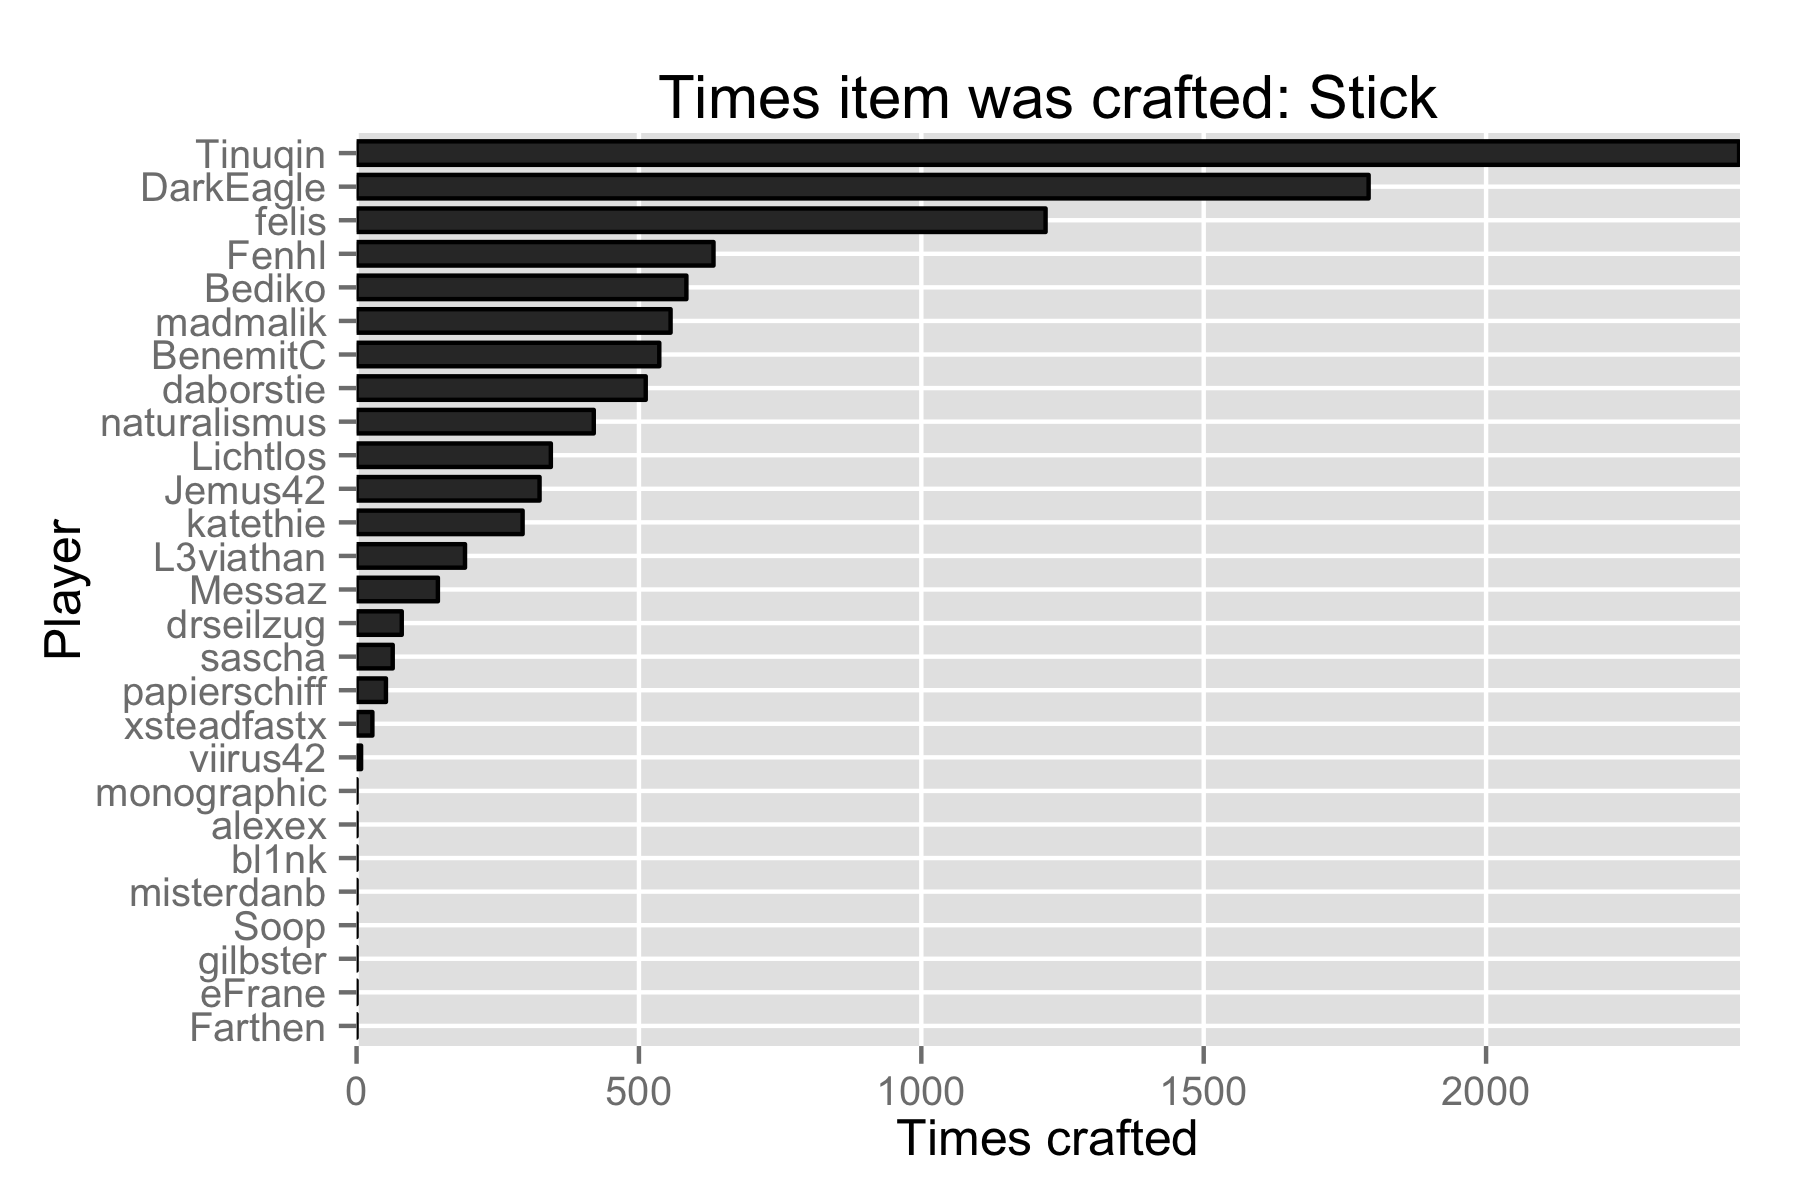 Times item was crafted: Stick
Tinuqin
DarkEagle
felis
Fenhl
Bediko
madmalik
BenemitC
daborstie
naturalismus
Lichtlos
Jemus42
katethie
L3viathan
Messaz
drseilzug
sascha
papierschiff
xsteadfastx
viirus42
monographic
alexex
bl1nk
misterdanb
Soop
gilbster
eFrane
Farthen
Player
0 500 1000 1500 2000
Times crafted